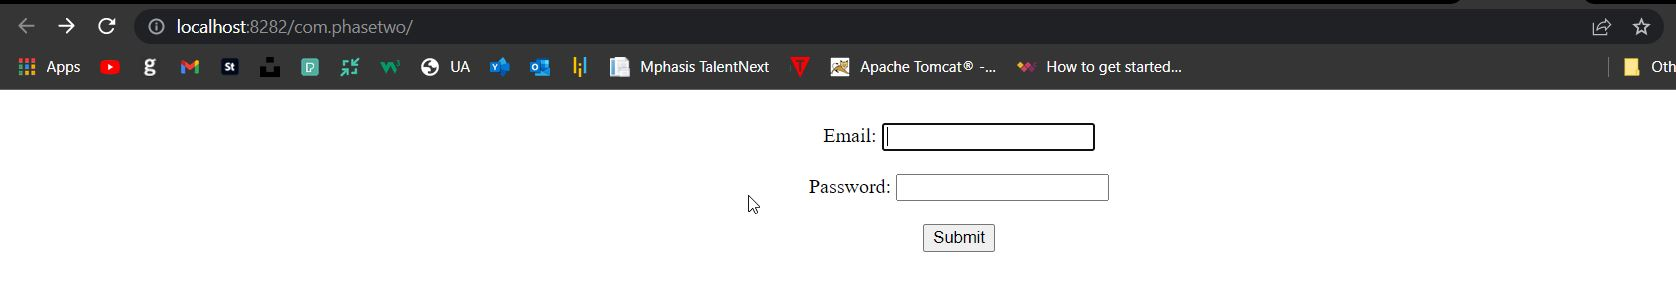 localhost:8282/com.phasetwo/
Apps g St UA Mphasis TalentNext Apache Tomcat® -... How to get started... Oth
Email:
Password:
Submit